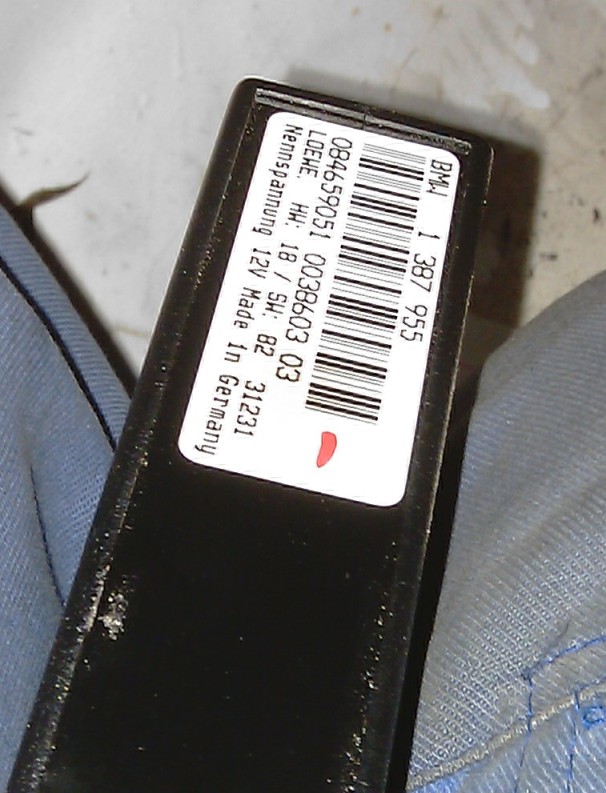 BMW 1 387 955
084659051 0038603 03
LOEWE. HW: 18 / SW. 82 31231
Nennspannung 12V Made in Germany